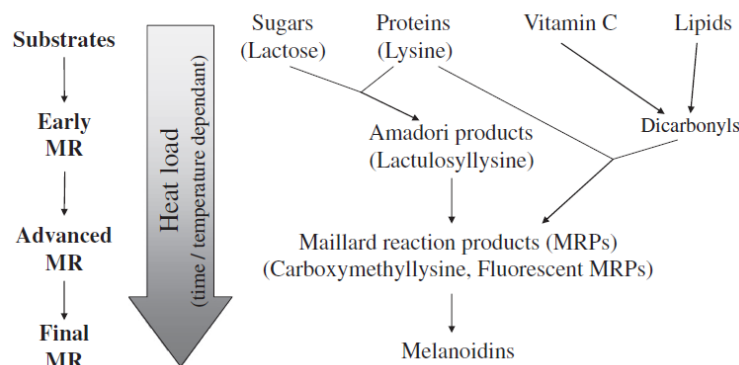 Substrates
Early
MR
Advanced
MR
Final
MR
Heat load
(time / temperature dependant)
Sugars
(Lactose)
Proteins
(Lysine)
Vitamin C
Lipids
Dicarbonyls
Amadori products
(Lactulosyllysine)
Maillard reaction products (MRPs)
(Carboxymethyllysine, Fluorescent MRPs)
Melanoidins